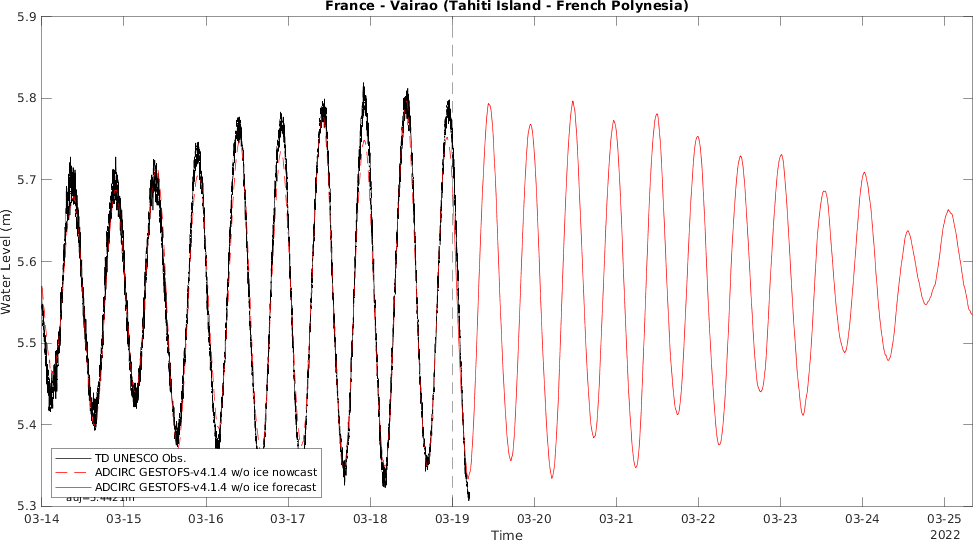 France - Vairao (Tahiti Island - French Polynesia)
5.9
5.8
5.7
5.6
5.5
5.4
5.3
Water Level (m)
TD UNESCO Obs.
ADCIRC GESTOFS-v4.1.4 w/o ice nowcast
ADCIRC GESTOFS-v4.1.4 w/o ice forecast
03-14 03-15 03-16 03-17 03-18 03-19 03-20 03-21 03-22 03-23 03-24 03-25
Time
2022